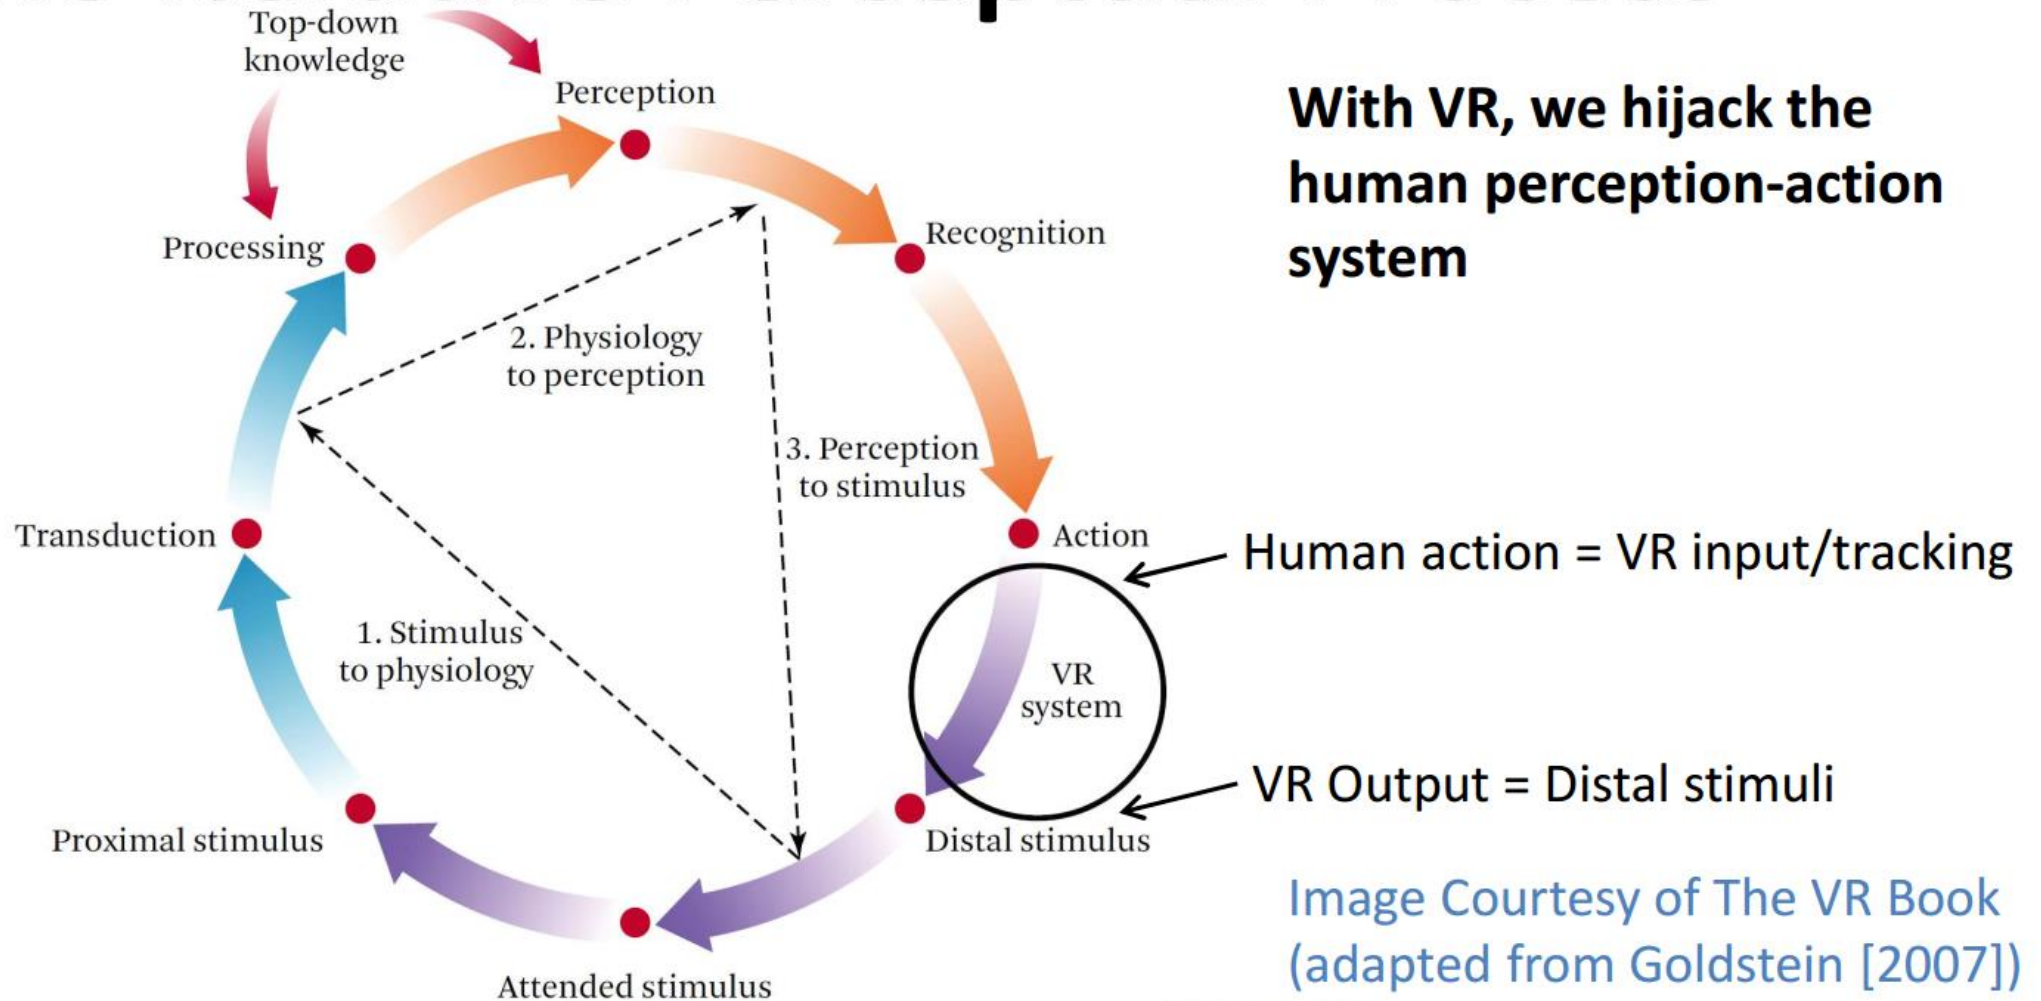 Top-down
knowledge
Perception
Processing
Recognition
2. Physiology
to perception
3. Perception
to stimulus
Transduction
Action
1. Stimulus
to physiology
VR
system
Proximal stimulus
Distal stimulus
Attended stimulus
With VR, we hijack the
human perception-action
system
Human action = VR input/tracking
VR Output = Distal stimuli
Image Courtesy of The VR Book
(adapted from Goldstein [2007])